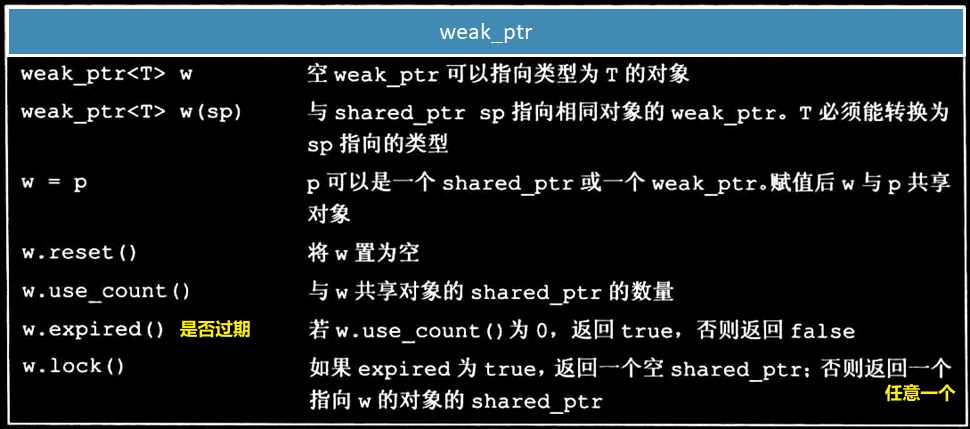 weak_ptr
weak_ptr<T> w 空 weak_ptr 可以指向类型为 T 的对象
weak_ptr<T> w(sp) 与 shared_ptr sp 指向相同对象的 weak_ptr。T 必须能转换为
sp 指向的类型
w = p p 可以是一个 shared_ptr 或一个 weak_ptr。赋值后 w 与 p 共享
对象
w.reset() 将 w 置为空
w.use_count() 与 w 共享对象的 shared_ptr 的数量
w.expired() 是否过期 若 w.use_count() 为 0，返回 true，否则返回 false
w.lock() 如果 expired 为 true，返回一个空 shared_ptr；否则返回一个
指向 w 的对象的 shared_ptr 任意一个